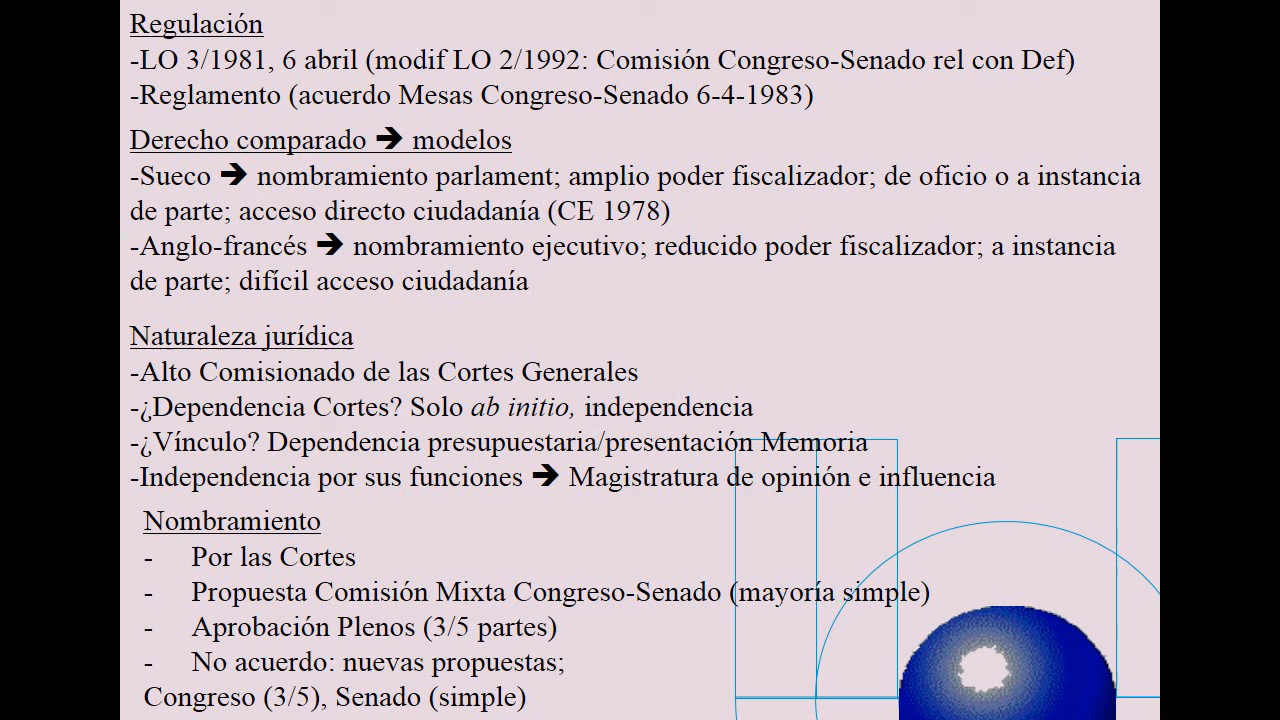 Regulación
-LO 3/1981, 6 abril (modif LO 2/1992: Comisión Congreso-Senado rel con Def)
-Reglamento (acuerdo Mesas Congreso-Senado 6-4-1983)
Derecho comparado ➔ modelos
-Sueco ➔ nombramiento parlament; amplio poder fiscalizador; de oficio o a instancia
de parte; acceso directo ciudadanía (CE 1978)
-Anglo-francés ➔ nombramiento ejecutivo; reducido poder fiscalizador; a instancia
de parte; difícil acceso ciudadanía
Naturaleza jurídica
-Alto Comisionado de las Cortes Generales
-¿Dependencia Cortes? Solo ab initio, independencia
-¿Vínculo? Dependencia presupuestaria/presentación Memoria
-Independencia por sus funciones ➔ Magistratura de opinión e influencia
Nombramiento
- Por las Cortes
- Propuesta Comisión Mixta Congreso-Senado (mayoría simple)
- Aprobación Plenos (3/5 partes)
- No acuerdo: nuevas propuestas;
Congreso (3/5), Senado (simple)